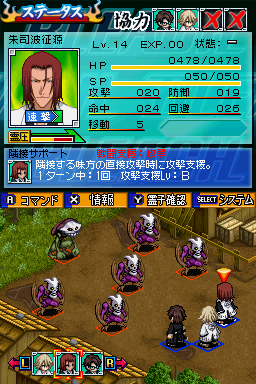 ステータス 協力
朱司波征源 Lv.14 EXP.00 状態:ー
HP 0478/0478
SP 050/050
攻撃 020 防御 019
命中 024 回避 026
移動 5
速撃
霊圧
隣接サポート
隣接する味方の直接攻撃時に攻撃支援。
1ターン中:1回 攻撃支援Lv:B
A コマンド X 情報 Y 霊子確認 SELECT システム
L R